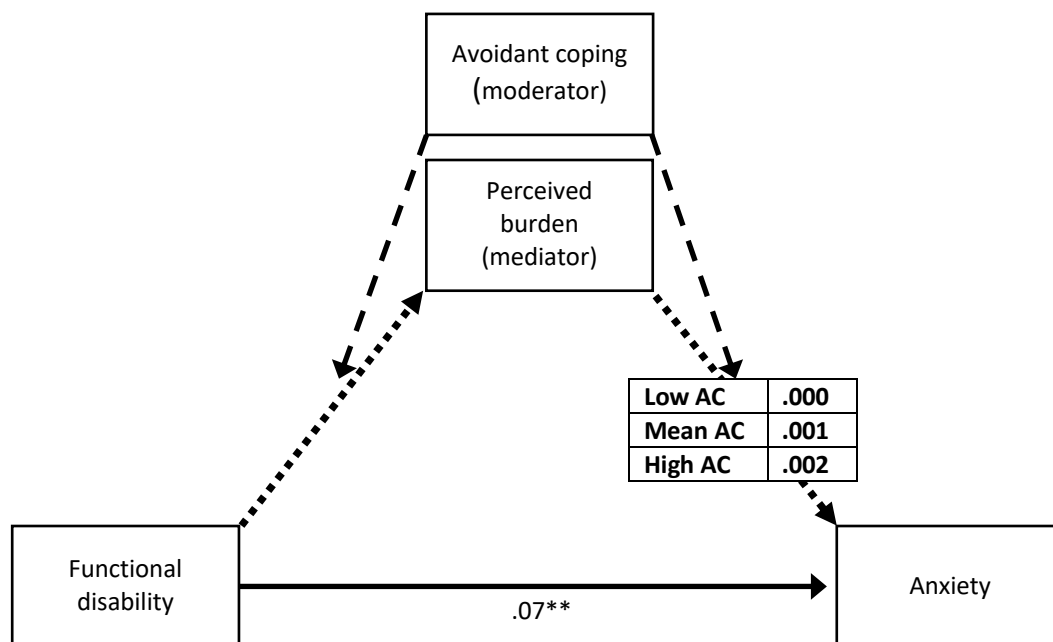 Avoidant coping
(moderator)
Perceived
burden
(mediator)
Low AC .000
Mean AC .001
High AC .002
Functional
disability
.07**
Anxiety